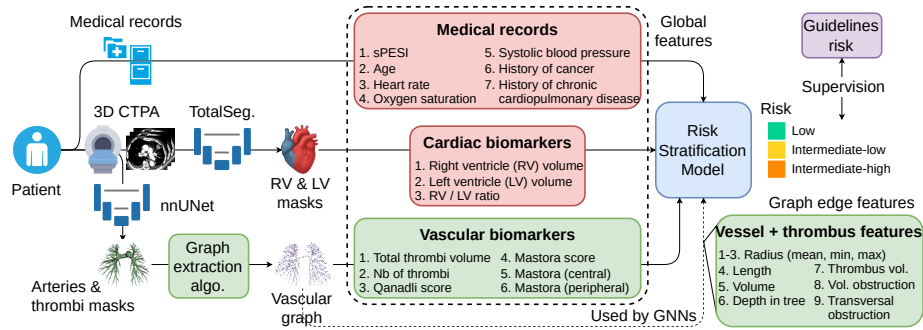 Medical records
3D CTPA
TotalSeg.
Patient
nnUNet
RV & LV
masks
Arteries &
thrombi masks
Graph
extraction
algo.
Vascular
graph
Medical records
1. sPESI
2. Age
3. Heart rate
4. Oxygen saturation
5. Systolic blood pressure
6. History of cancer
7. History of chronic
cardiopulmonary disease
Cardiac biomarkers
1. Right ventricle (RV) volume
2. Left ventricle (LV) volume
3. RV / LV ratio
Vascular biomarkers
1. Total thrombi volume
2. Nb of thrombi
3. Qanadli score
4. Mastora score
5. Mastora (central)
6. Mastora (peripheral)
Global
features
Risk
Stratification
Model
Guidelines
risk
Supervision
Risk
Low
Intermediate-low
Intermediate-high
Graph edge features
Vessel + thrombus features
1-3. Radius (mean, min, max)
4. Length
5. Volume
6. Depth in tree
7. Thrombus vol.
8. Vol. obstruction
9. Transversal
obstruction
Used by GNNs